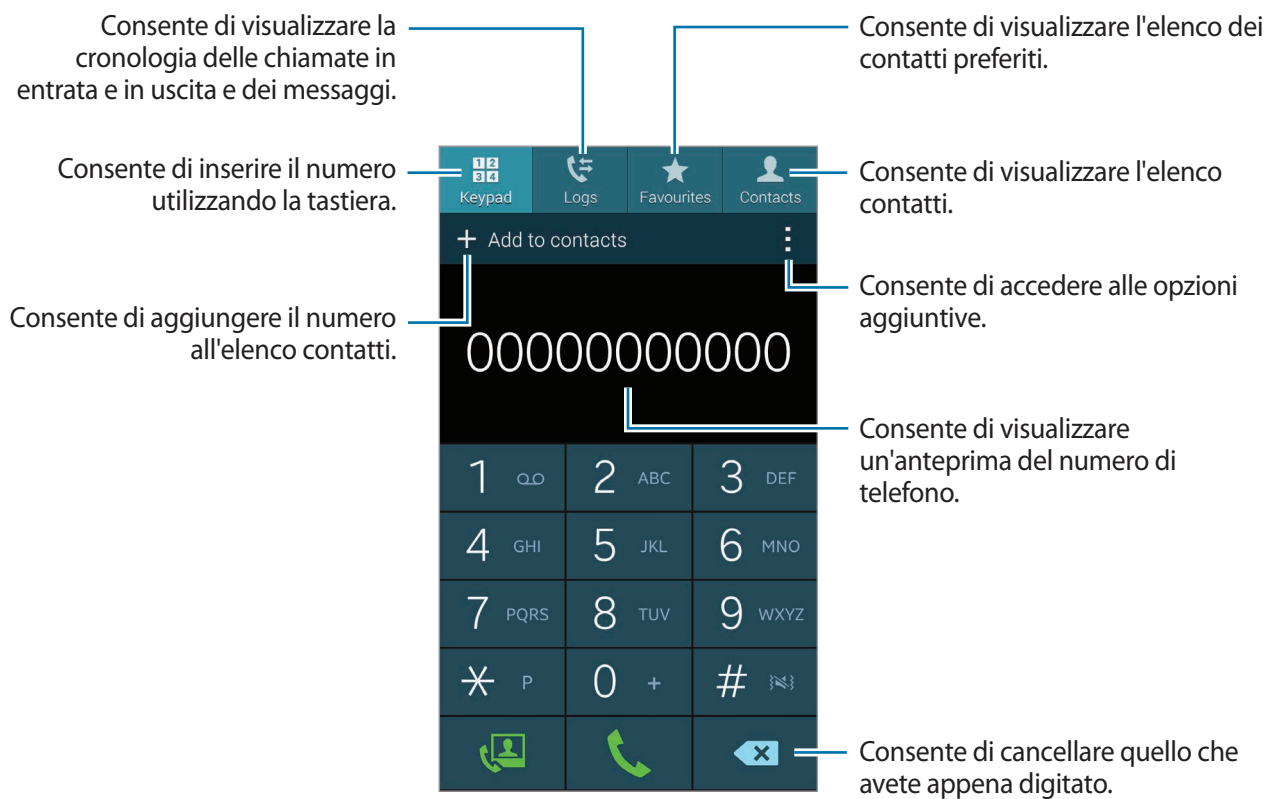 Consente di visualizzare la
cronologia delle chiamate in
entrata e in uscita e dei messaggi.
Consente di visualizzare l'elenco dei
contatti preferiti.
Consente di inserire il numero
utilizzando la tastiera.
Consente di visualizzare l'elenco
contatti.
Consente di aggiungere il numero
all'elenco contatti.
Consente di accedere alle opzioni
aggiuntive.
Consente di visualizzare
un'anteprima del numero di
telefono.
Consente di cancellare quello che
avete appena digitato.
1 2
3 4
Keypad Logs Favourites Contacts
+ Add to contacts
00000000000
1 2 ABC 3 DEF
4 GHI 5 JKL 6 MNO
7 PQRS 8 TUV 9 WXYZ
* P 0 + #